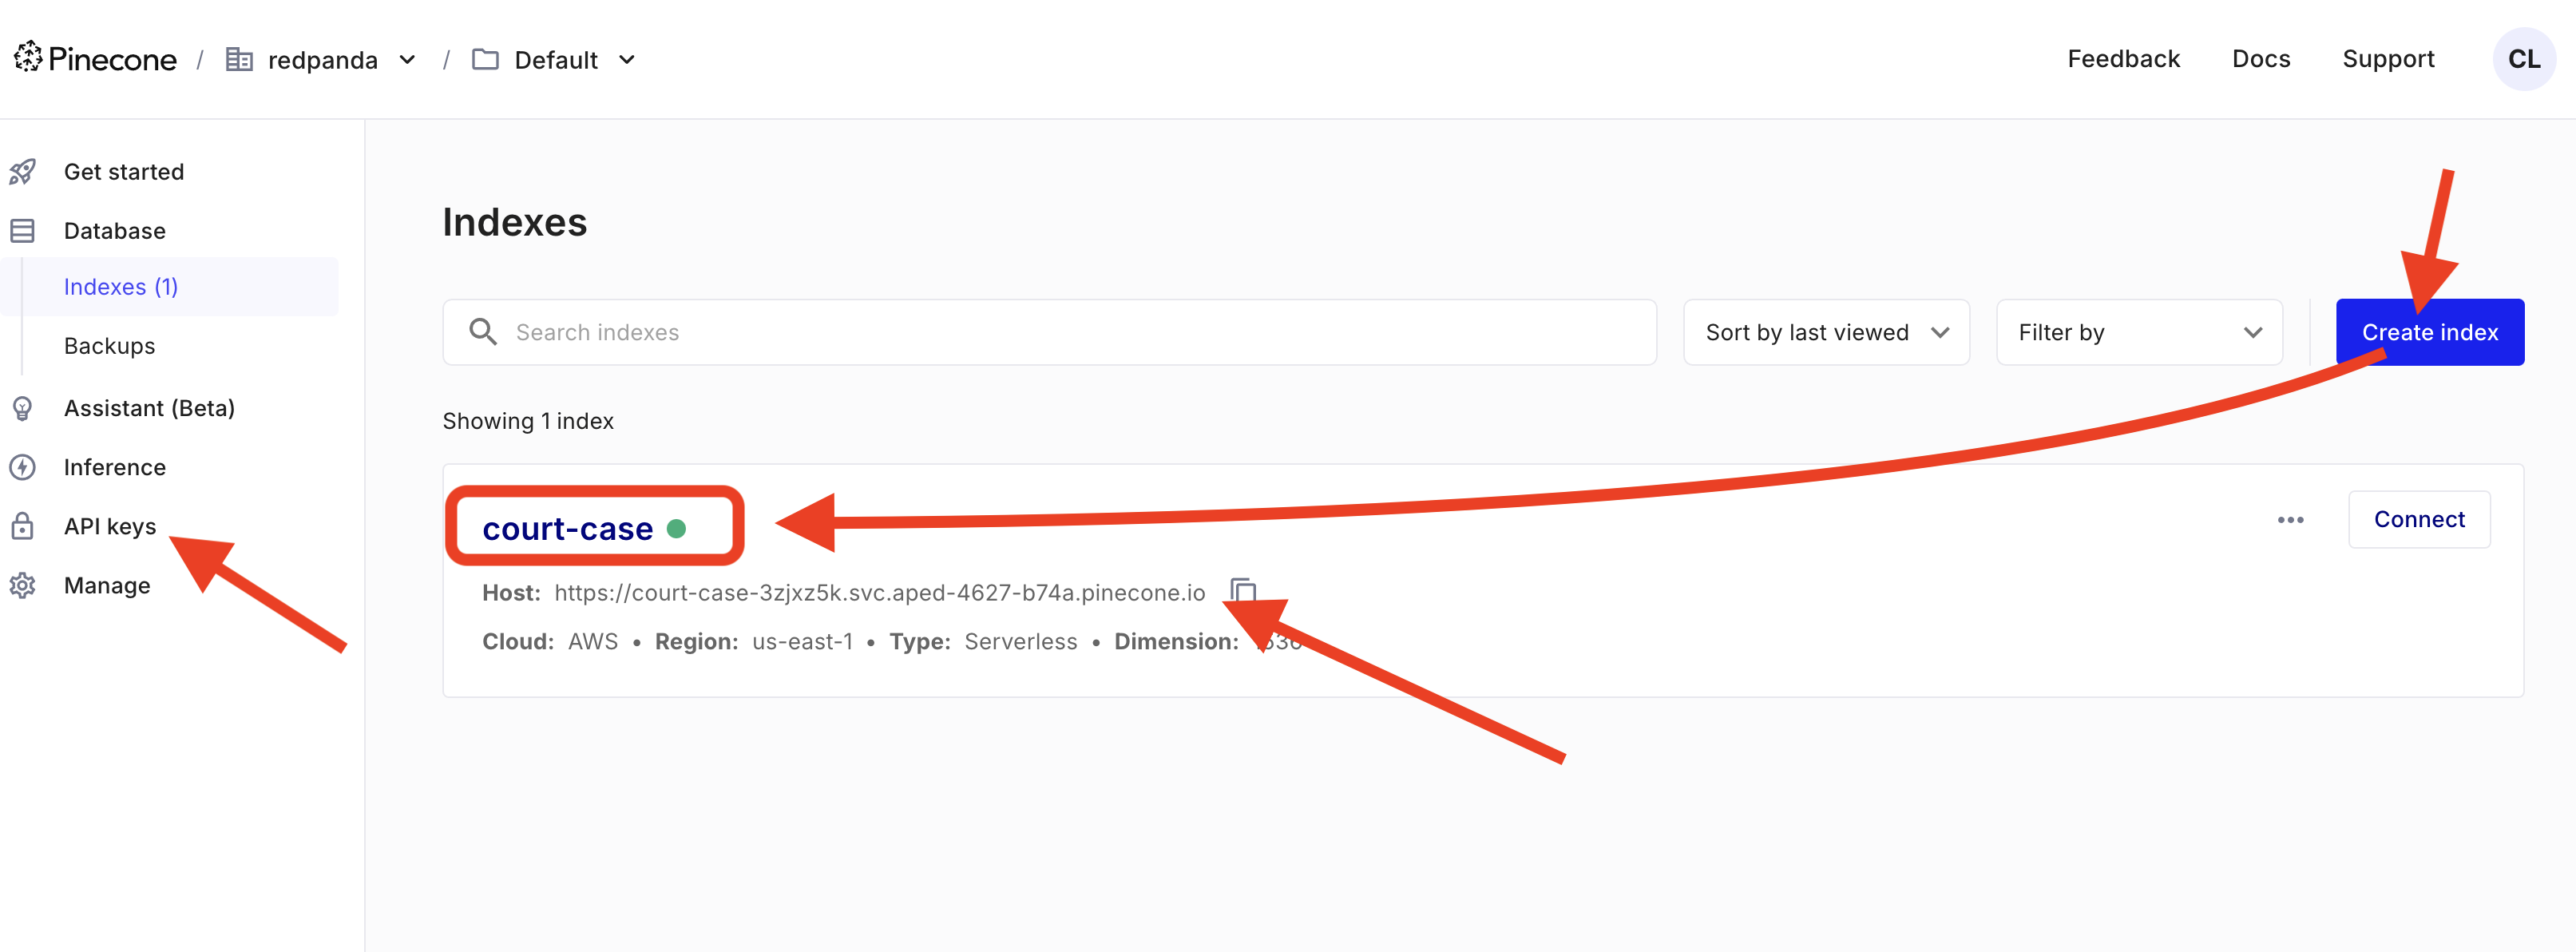 Pinecone / redpanda / Default
Feedback Docs Support CL
Get started
Database
Indexes (1)
Backups
Assistant (Beta)
Inference
API keys
Manage
Indexes
Search indexes
Sort by last viewed
Filter by
Create index
Showing 1 index
court-case
Connect
Host: https://court-case-3zjxz5k.svc.aped-4627-b74a.pinecone.io
Cloud: AWS • Region: us-east-1 • Type: Serverless • Dimension: